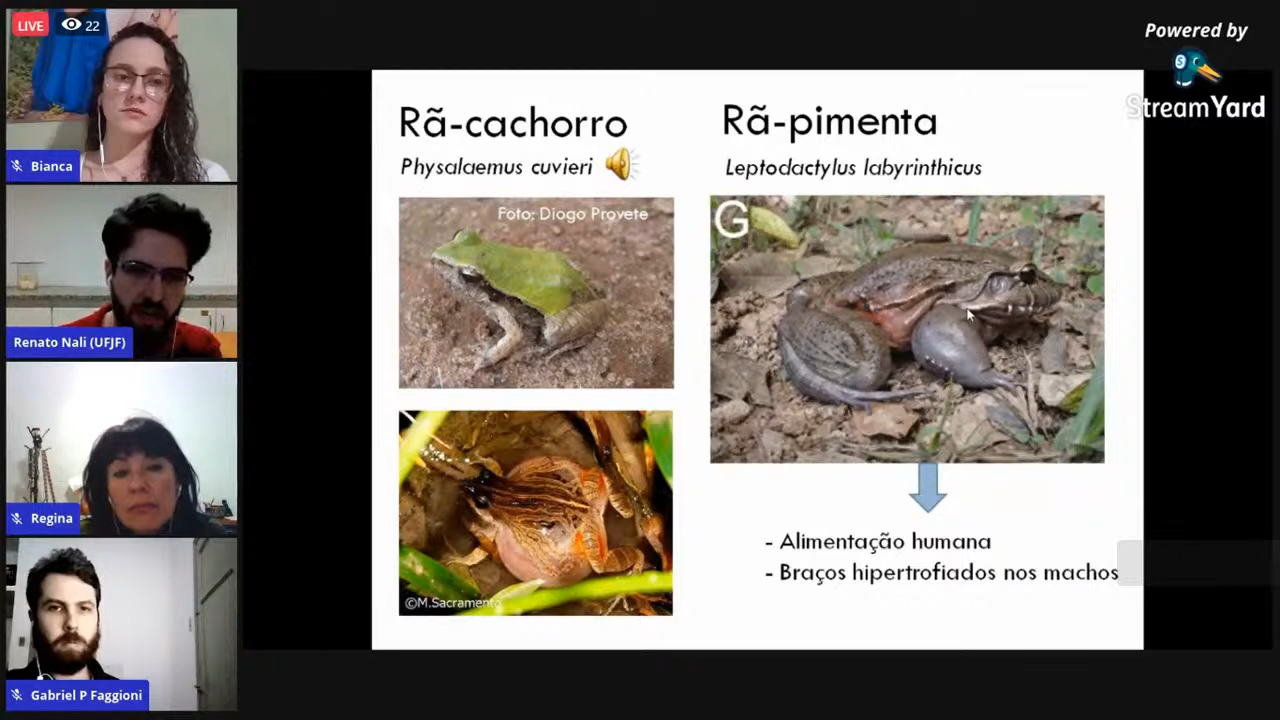 LIVE 22
Bianca
Renato Nali (UFJF)
Regina
Gabriel P Faggioni
Rã-cachorro
Physalaemus cuvieri
Foto: Diogo Provete
©M.Sacramento
Rã-pimenta
Leptodactylus labyrinthicus
G
- Alimentação humana
- Braços hipertrofiados nos machos
Powered by
S
StreamYard